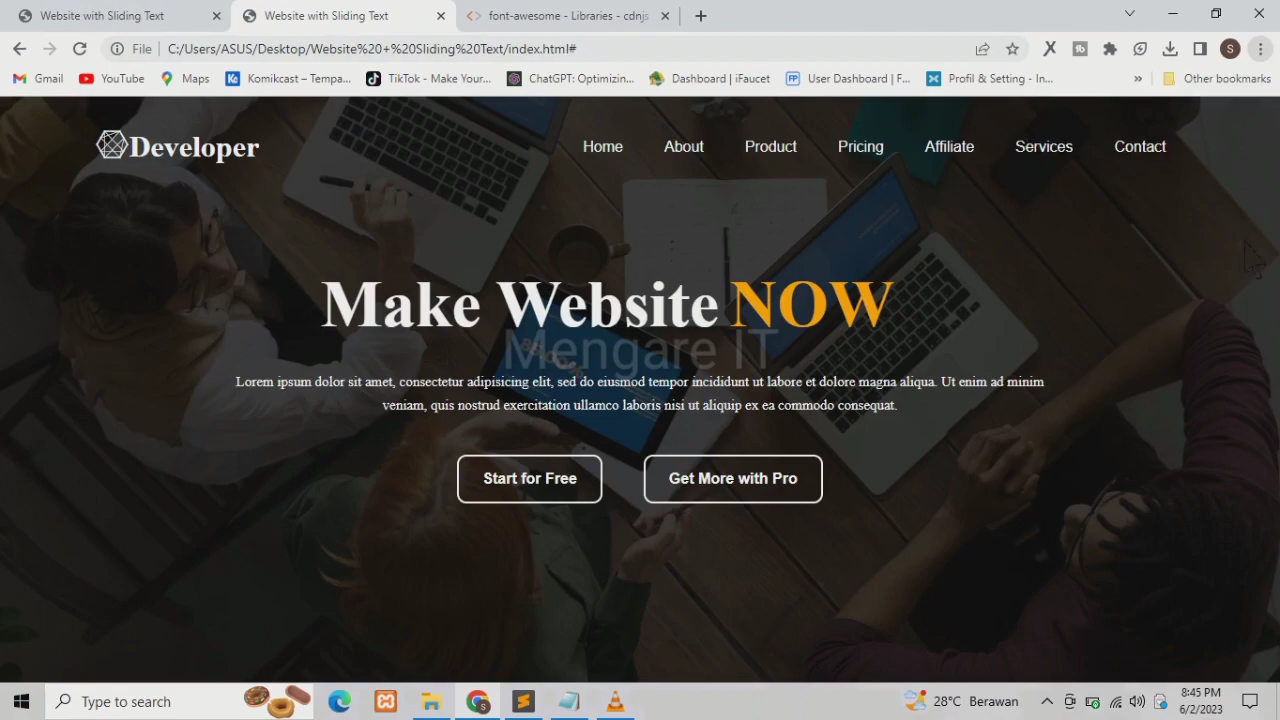 Website with Sliding Text
Website with Sliding Text
font-awesome - Libraries - cdnjs
File
C:/Users/ASUS/Desktop/Website%20+%20Sliding%20Text/index.html#
S
Gmail
YouTube
Maps
Komikcast – Tempa...
TikTok - Make Your...
ChatGPT: Optimizin...
Dashboard | iFaucet
User Dashboard | F...
Profil & Setting - In...
»
Other bookmarks
Developer
Home
About
Product
Pricing
Affiliate
Services
Contact
Make Website NOW
Mengare IT
Lorem ipsum dolor sit amet, consectetur adipisicing elit, sed do eiusmod tempor incididunt ut labore et dolore magna aliqua. Ut enim ad minim
veniam, quis nostrud exercitation ullamco laboris nisi ut aliquip ex ea commodo consequat.
Start for Free
Get More with Pro
Type to search
28°C Berawan
8:45 PM
6/2/2023